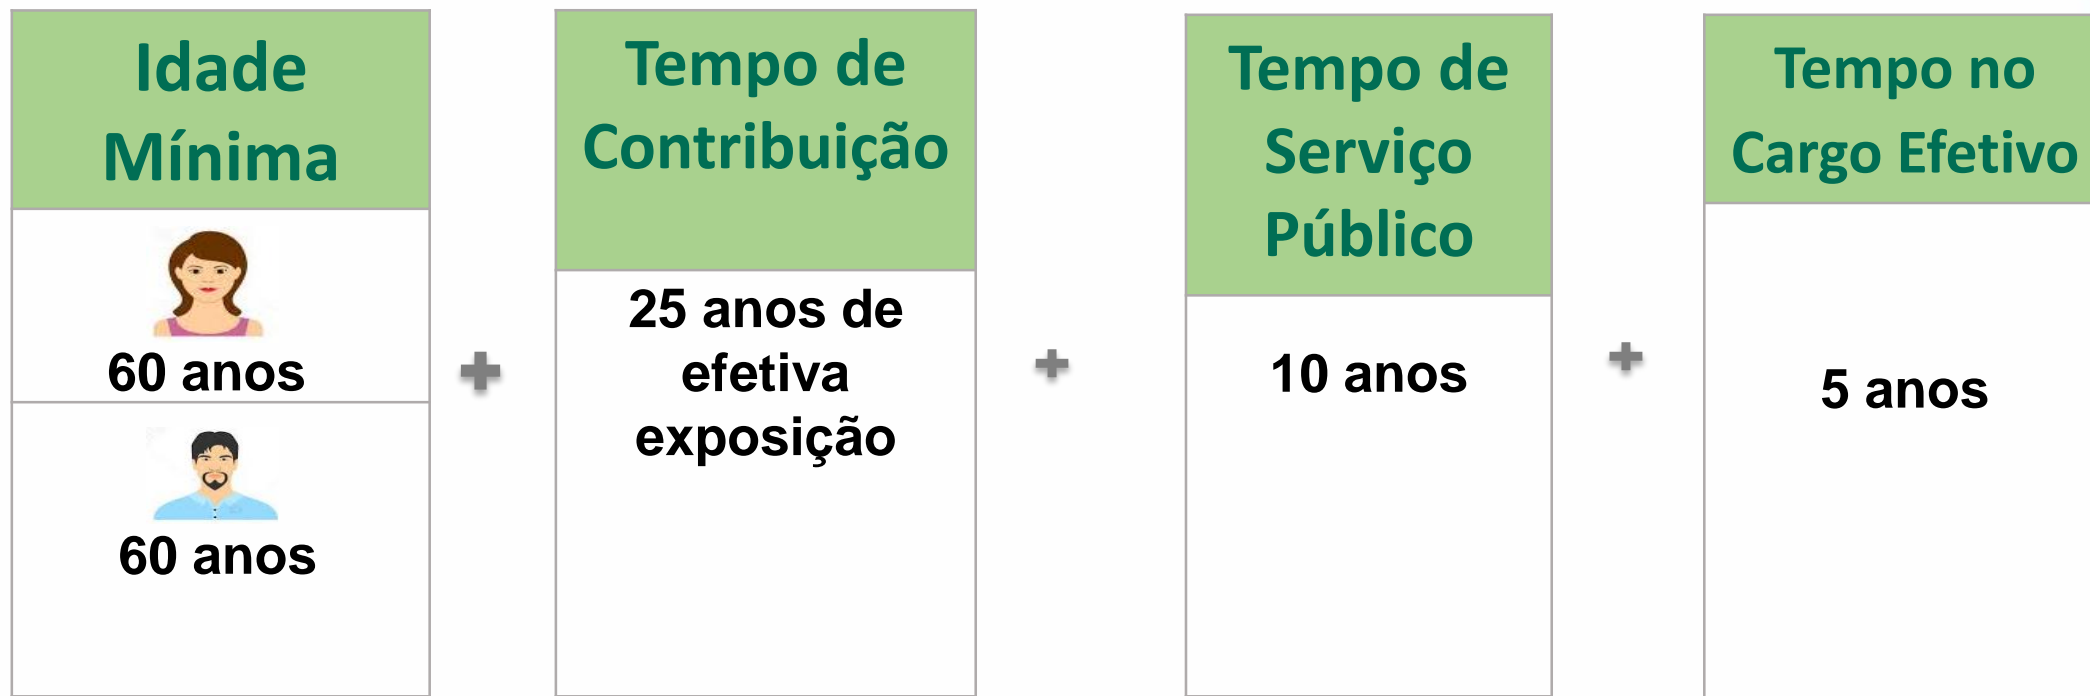 Idade
Mínima
60 anos
60 anos
Tempo de
Contribuição
25 anos de
efetiva
exposição
Tempo de
Serviço
Público
10 anos
Tempo no
Cargo Efetivo
5 anos